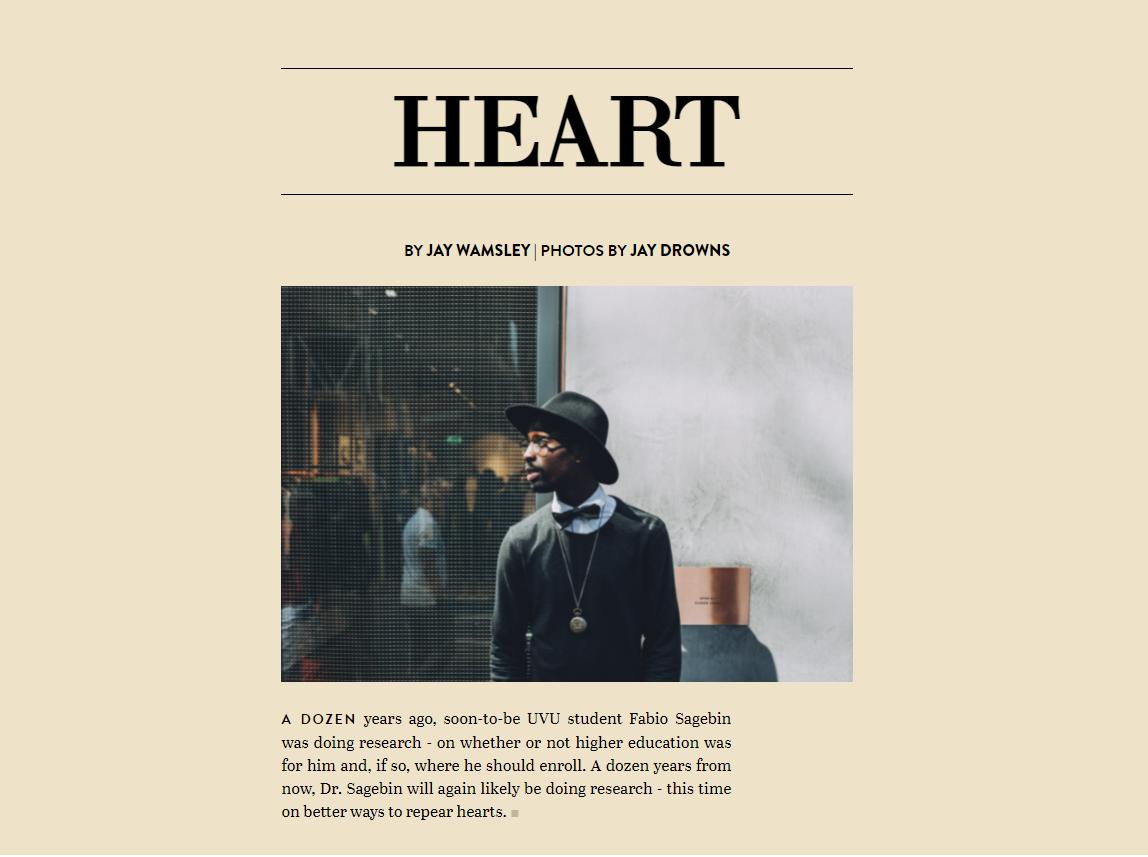 HEART
BY JAY WAMSLEY | PHOTOS BY JAY DROWNS
A DOZEN years ago, soon-to-be UVU student Fabio Sagebin
was doing research - on whether or not higher education was
for him and, if so, where he should enroll. A dozen years from
now, Dr. Sagebin will again likely be doing research - this time
on better ways to repear hearts.